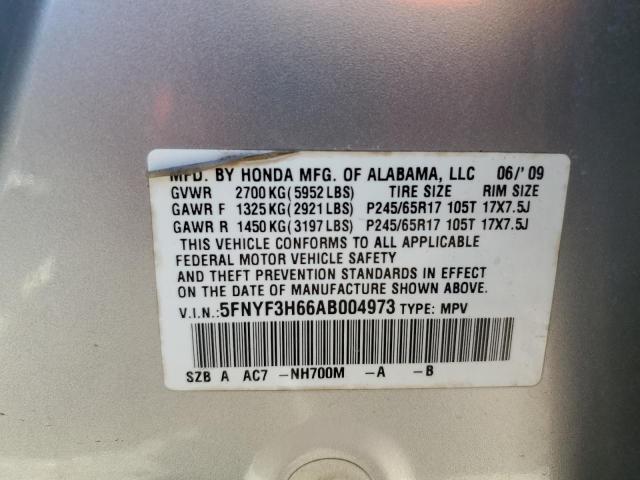 MFD. BY HONDA MFG. OF ALABAMA, LLC 06/'09
GVWR 2700 KG (5952 LBS) TIRE SIZE RIM SIZE
GAWR F 1325 KG (2921 LBS) P245/65R17 105T 17X7.5J
GAWR R 1450 KG (3197 LBS) P245/65R17 105T 17X7.5J
THIS VEHICLE CONFORMS TO ALL APPLICABLE
FEDERAL MOTOR VEHICLE SAFETY
AND THEFT PREVENTION STANDARDS IN EFFECT
ON THE DATE OF MANUFACTURE SHOWN ABOVE.
V.I.N.: 5FNYF3H66AB004973 TYPE: MPV
SZB A AC7 -NH700M -A -B